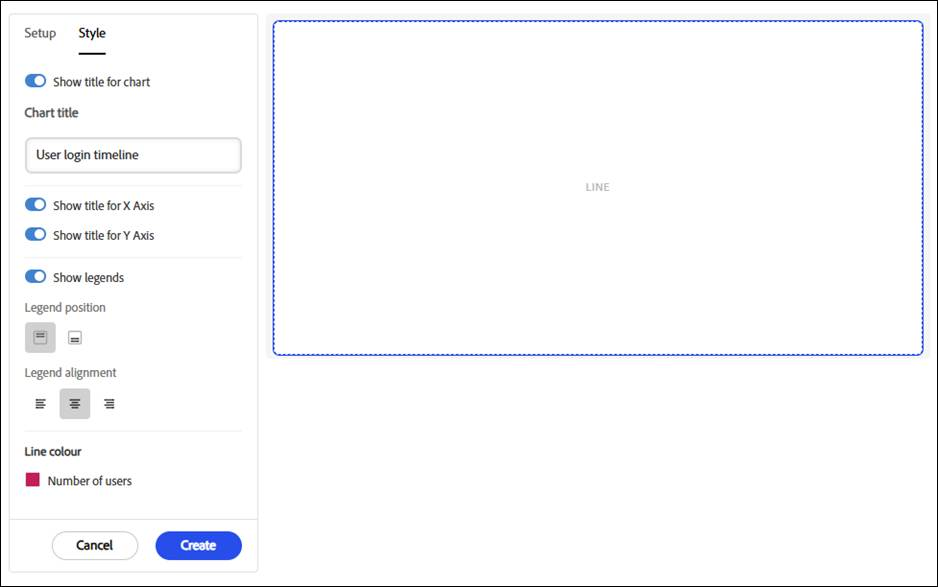 Setup Style
Show title for chart
Chart title
User login timeline
Show title for X Axis
Show title for Y Axis
Show legends
Legend position
Legend alignment
Line colour
Number of users
Cancel Create
LINE